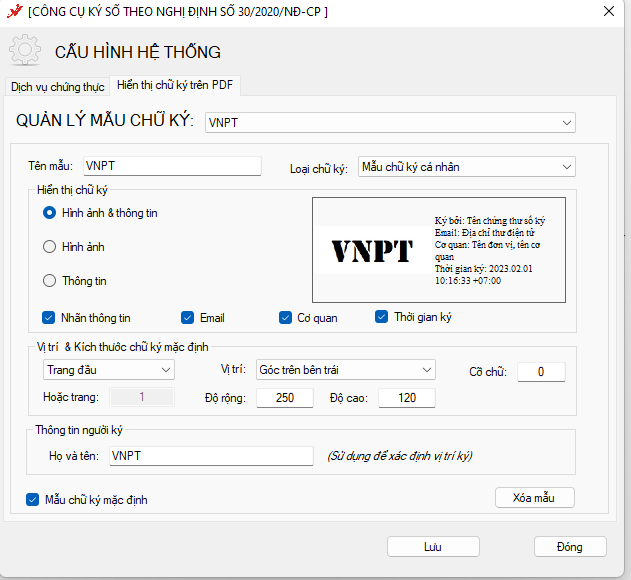 [CÔNG CỤ KÝ SỐ THEO NGHỊ ĐỊNH SỐ 30/2020/NĐ-CP ]
CẤU HÌNH HỆ THỐNG
Dịch vụ chứng thực
Hiển thị chữ ký trên PDF
QUẢN LÝ MẪU CHỮ KÝ:
VNPT
Tên mẫu:
VNPT
Loại chữ ký:
Mẫu chữ ký cá nhân
Hiển thị chữ ký
Hình ảnh & thông tin
Hình ảnh
Thông tin
VNPT
Ký bởi: Tên chứng thư số ký
Email: Địa chỉ thư điện tử
Cơ quan: Tên đơn vị, tên cơ
quan
Thời gian ký: 2023.02.01
10:16:33 +07:00
Nhãn thông tin
Email
Cơ quan
Thời gian ký
Vị trí & Kích thước chữ ký mặc định
Trang đầu
Vị trí:
Góc trên bên trái
Cỡ chữ:
0
Hoặc trang:
1
Độ rộng:
250
Độ cao:
120
Thông tin người ký
Họ và tên:
VNPT
(Sử dụng để xác định vị trí ký)
Mẫu chữ ký mặc định
Xóa mẫu
Lưu
Đóng